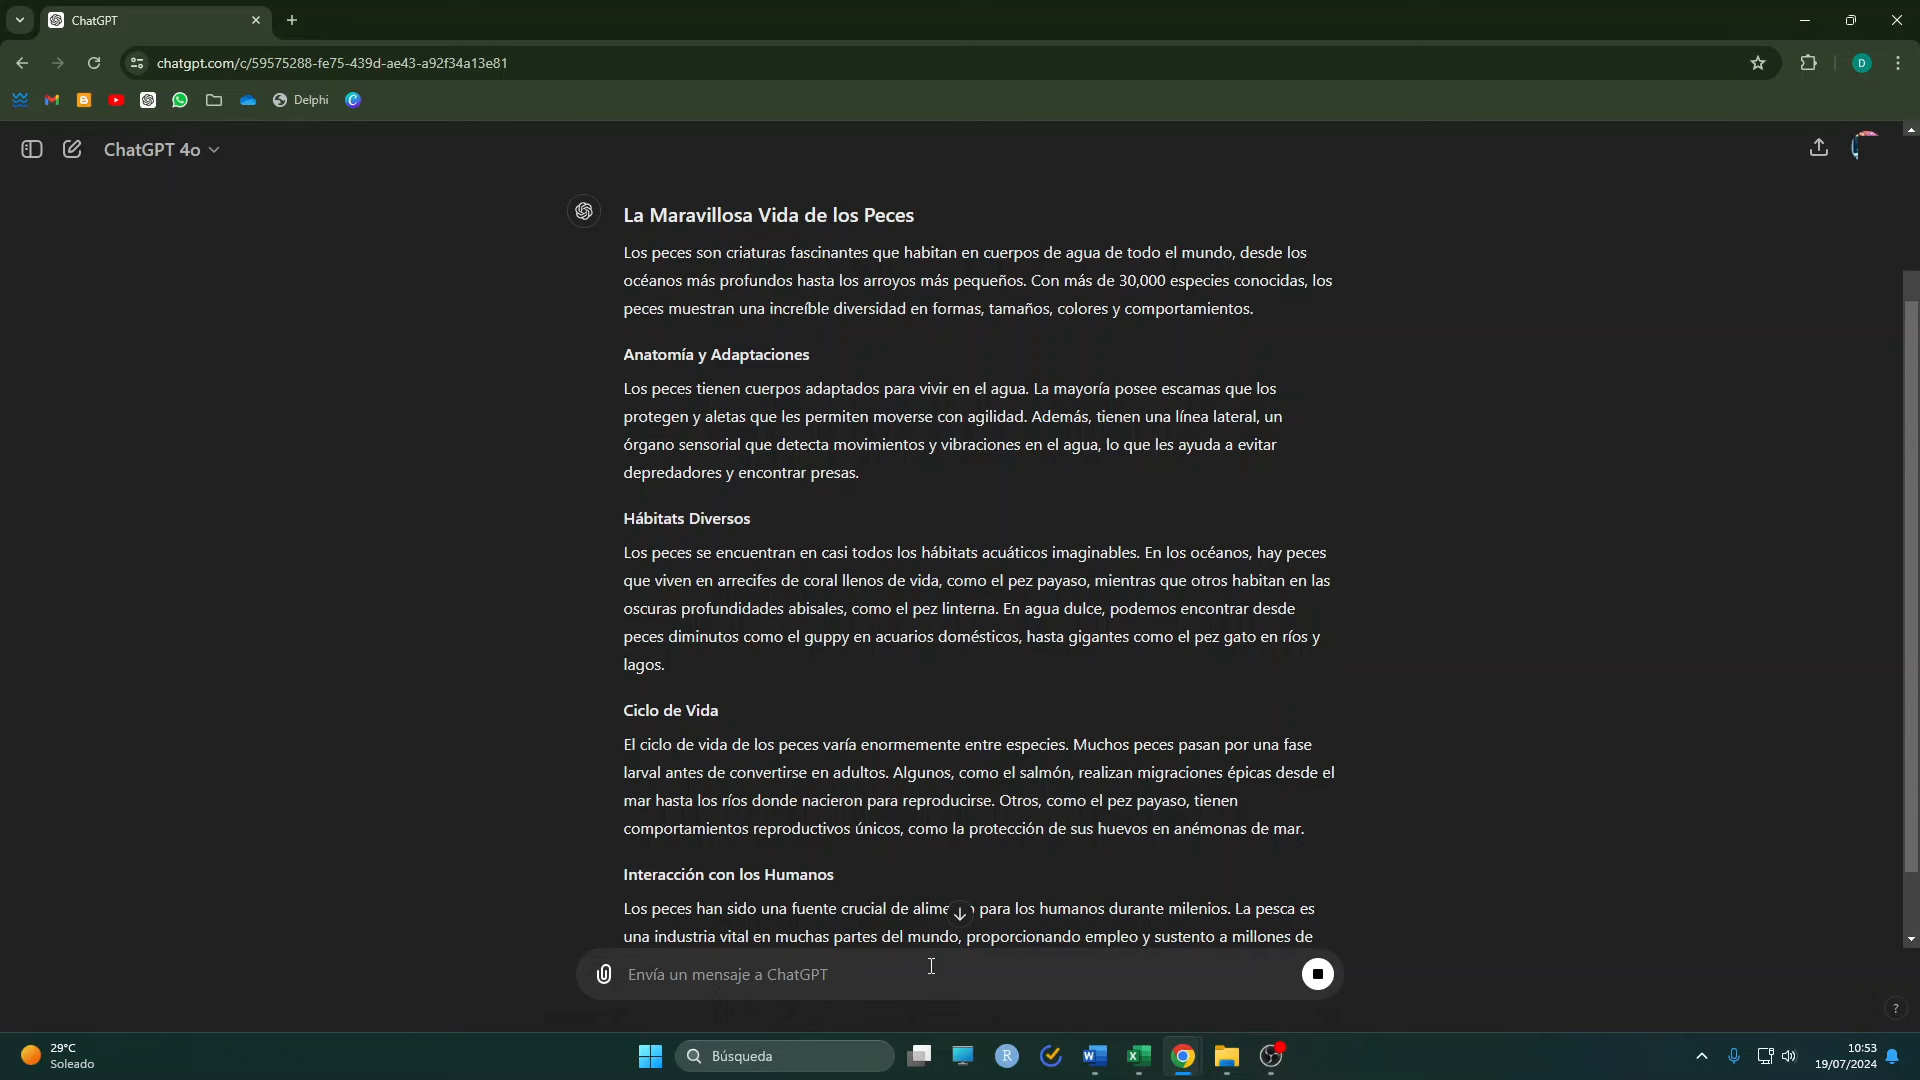 ChatGPT
chatgpt.com/c/59575288-fe75-439d-ae43-a92f34a13e81
D
Delphi
ChatGPT 4o
La Maravillosa Vida de los Peces
Los peces son criaturas fascinantes que habitan en cuerpos de agua de todo el mundo, desde los
océanos más profundos hasta los arroyos más pequeños. Con más de 30,000 especies conocidas, los
peces muestran una increíble diversidad en formas, tamaños, colores y comportamientos.
Anatomía y Adaptaciones
Los peces tienen cuerpos adaptados para vivir en el agua. La mayoría posee escamas que los
protegen y aletas que les permiten moverse con agilidad. Además, tienen una línea lateral, un
órgano sensorial que detecta movimientos y vibraciones en el agua, lo que les ayuda a evitar
depredadores y encontrar presas.
Hábitats Diversos
Los peces se encuentran en casi todos los hábitats acuáticos imaginables. En los océanos, hay peces
que viven en arrecifes de coral llenos de vida, como el pez payaso, mientras que otros habitan en las
oscuras profundidades abisales, como el pez linterna. En agua dulce, podemos encontrar desde
peces diminutos como el guppy en acuarios domésticos, hasta gigantes como el pez gato en ríos y
lagos.
Ciclo de Vida
El ciclo de vida de los peces varía enormemente entre especies. Muchos peces pasan por una fase
larval antes de convertirse en adultos. Algunos, como el salmón, realizan migraciones épicas desde el
mar hasta los ríos donde nacieron para reproducirse. Otros, como el pez payaso, tienen
comportamientos reproductivos únicos, como la protección de sus huevos en anémonas de mar.
Interacción con los Humanos
Los peces han sido una fuente crucial de alime para los humanos durante milenios. La pesca es
una industria vital en muchas partes del mundo, proporcionando empleo y sustento a millones de
Envía un mensaje a ChatGPT
?
29°C
Soleado
Búsqueda
10:53
19/07/2024